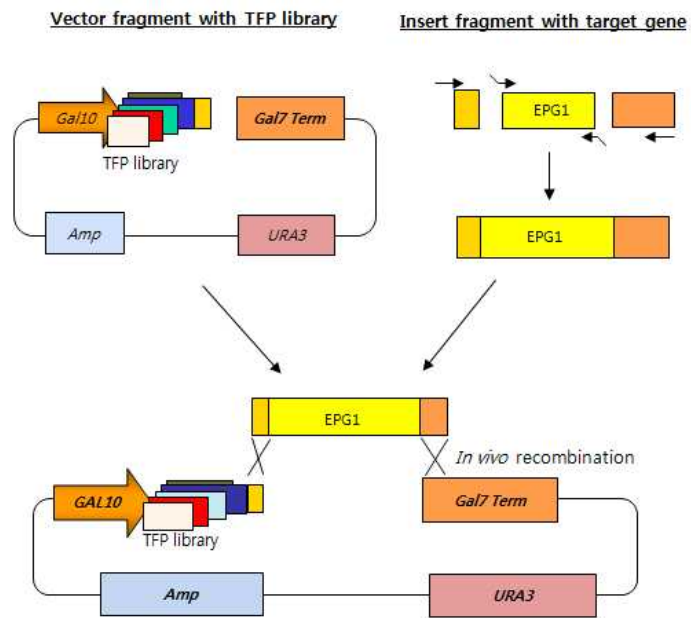 Vector fragment with TFP library
Insert fragment with target gene
Gal10
Gal7 Term
TFP library
Amp
URA3
EPG1
EPG1
EPG1
In vivo recombination
GAL10
Gal7 Term
TFP library
Amp
URA3